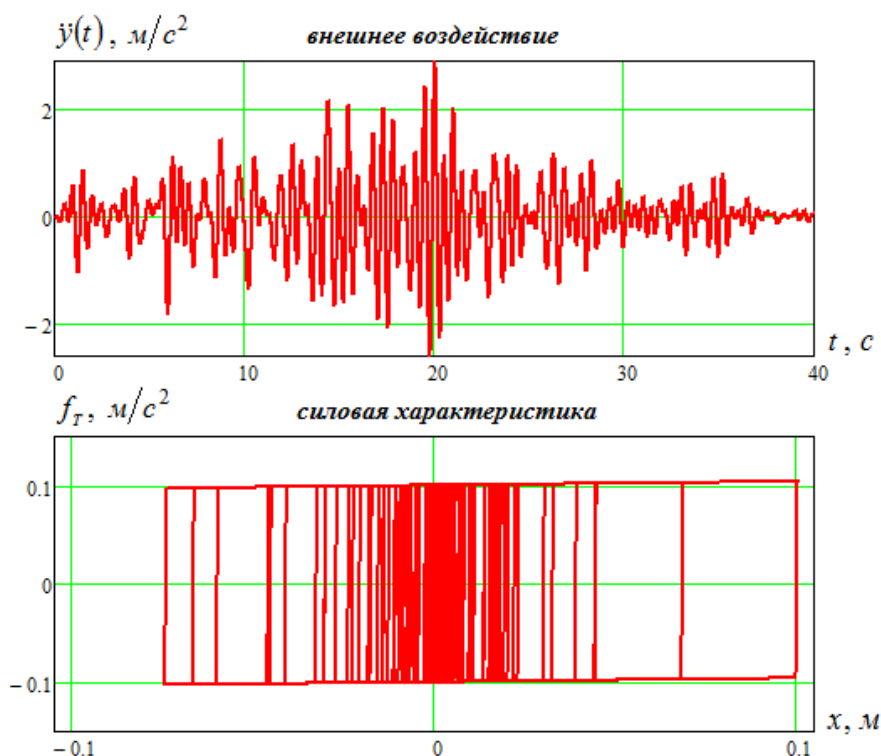 ÿ(t) , м/с²
внешнее воздействие
2
0
−2
t , с
0 10 20 30 40
f_T , м/с²
силовая характеристика
0.1
0
−0.1
x, м
−0.1 0 0.1